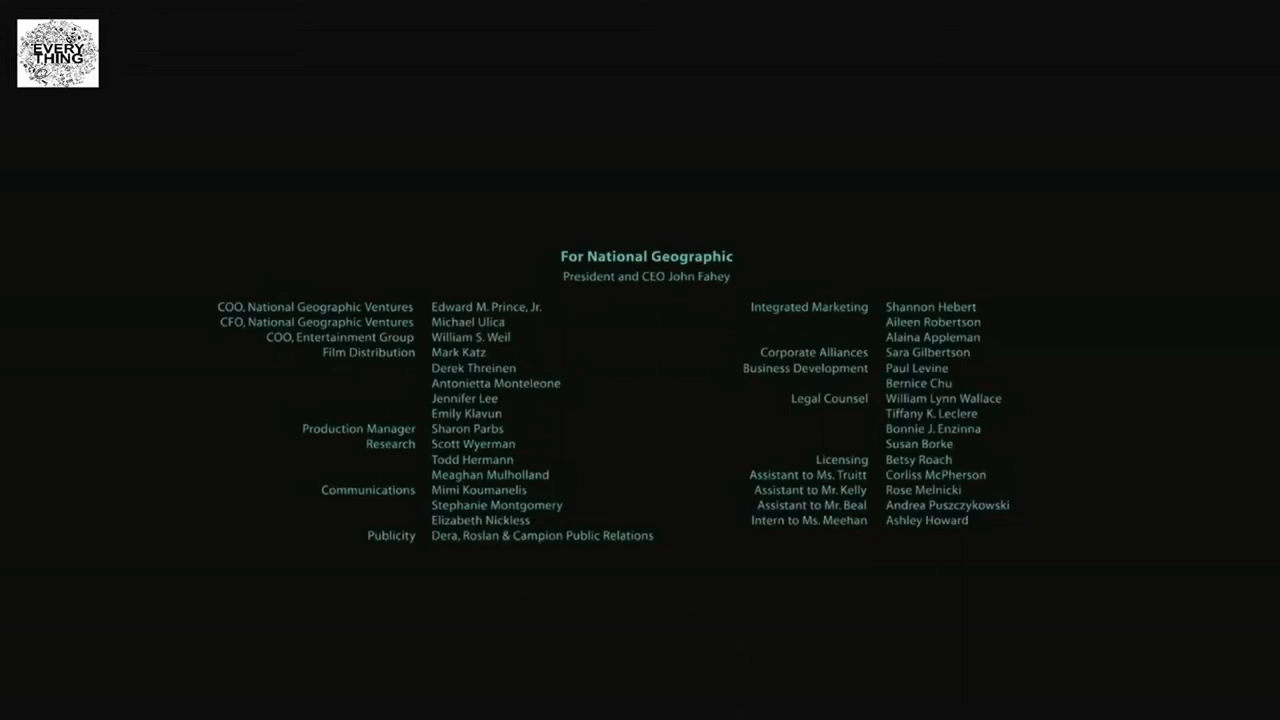 EVERY
THING
For National Geographic
President and CEO John Fahey
COO, National Geographic Ventures Edward M. Prince, Jr.
CFO, National Geographic Ventures Michael Ulica
COO, Entertainment Group William S. Weil
Film Distribution Mark Katz
Derek Threinen
Antonietta Monteleone
Jennifer Lee
Emily Klavun
Production Manager Sharon Parbs
Research Scott Wyerman
Todd Hermann
Meaghan Mulholland
Communications Mimi Koumanelis
Stephanie Montgomery
Elizabeth Nickless
Publicity Dera, Roslan & Campion Public Relations
Integrated Marketing Shannon Hebert
Aileen Robertson
Alaina Appleman
Corporate Alliances Sara Gilbertson
Business Development Paul Levine
Bernice Chu
Legal Counsel William Lynn Wallace
Tiffany K. Leclere
Bonnie J. Enzinna
Susan Borke
Licensing Betsy Roach
Assistant to Ms. Truitt Corliss McPherson
Assistant to Mr. Kelly Rose Melnicki
Assistant to Mr. Beal Andrea Puszczykowski
Intern to Ms. Meehan Ashley Howard